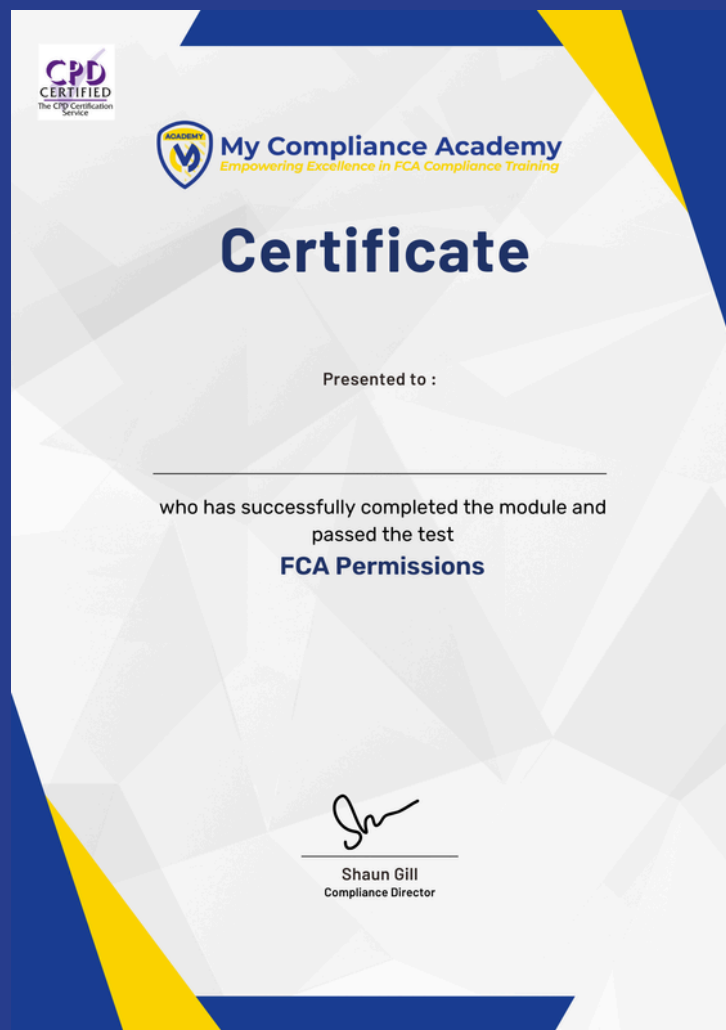 CPD
CERTIFIED
The CPD Certification
Service
ACADEMY
My Compliance Academy
Empowering Excellence in FCA Compliance Training
Certificate
Presented to :
who has successfully completed the module and
passed the test
FCA Permissions
Shaun Gill
Compliance Director